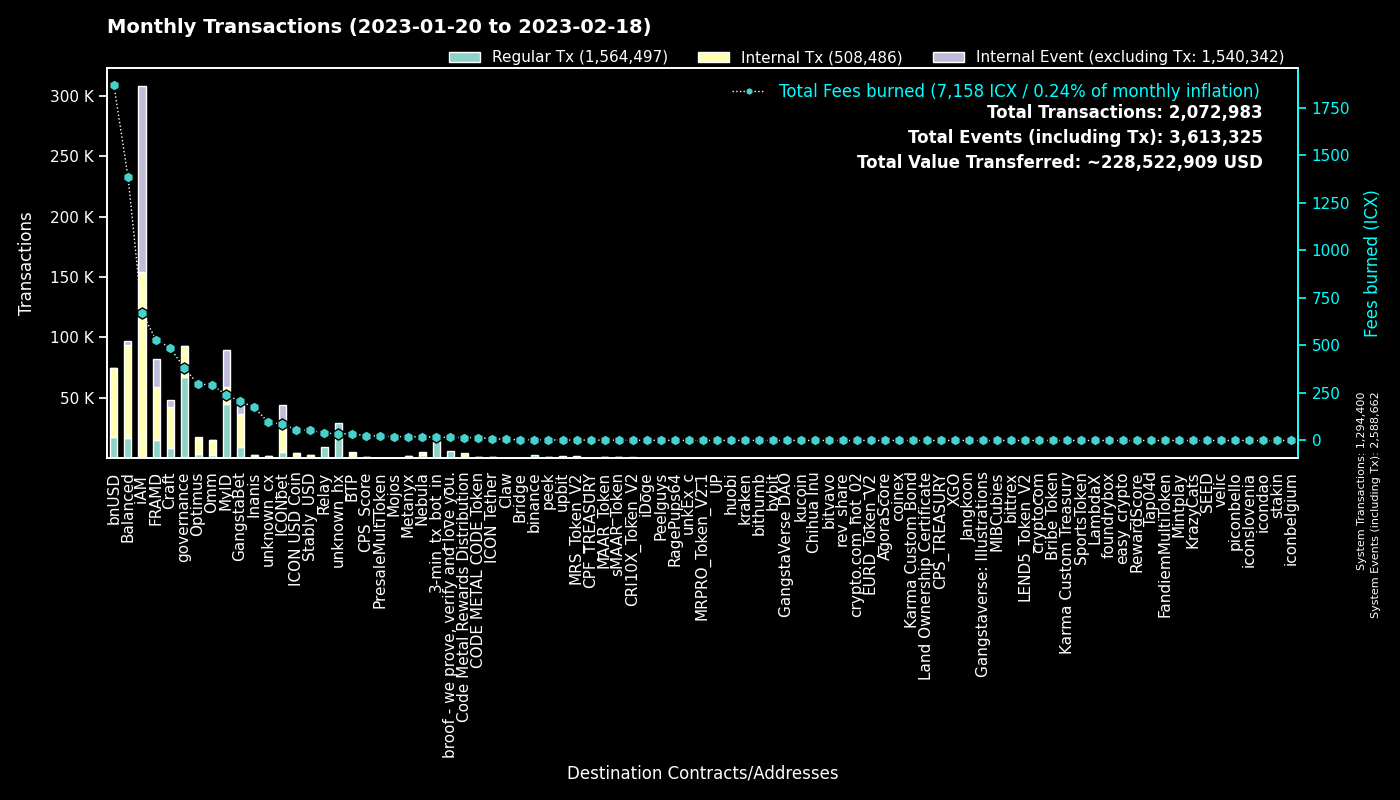 Monthly Transactions (2023-01-20 to 2023-02-18)
Regular Tx (1,564,497)
Internal Tx (508,486)
Internal Event (excluding Tx: 1,540,342)
Total Fees burned (7,158 ICX / 0.24% of monthly inflation)
Total Transactions: 2,072,983
Total Events (including Tx): 3,613,325
Total Value Transferred: ~228,522,909 USD
Transactions
300 K
250 K
200 K
150 K
100 K
50 K
1750
1500
1250
1000
750
500
250
0
Fees burned (ICX)
System Transactions: 1,294,400
System Events (including Tx): 2,588,662
bnUSD
Balanced
IAM
FRAMD
Craft
governance
Optimus
Omm
MyID
GangstaBet
Inanis
unknown_cx
ICONbet
ICON_USD_Coin
Stably_USD
Relay
unknown_hx
BTP
CPS_Score
PresaleMultiToken
Mojos
Metanyx
Nebula
3-min_tx_bot_in
broof - we prove, verify and love you.
Code Metal Rewards Distribution
CODE METAL CODE Token
ICON_Tether
Claw
Bridge
binance
peek
upbit
MRS_Token_V2
CPF_TREASURY
MAAR_Token
sMAAR_Token
CRI10X_Token_V2
iDoge
Peelguys
RagePups64
unkEx_c
MRPRO_Token_V2_1
UP
huobi
kraken
bithumb
bybit
GangstaVerse DAO
kucoin
Chihua Inu
bitvavo
rev_share
crypto.com_hot_02
EURD_Token_V2
AgoraScore
coinex
Karma Custom Bond
Land Ownership Certificate
CPS_TREASURY
XGO
Jangkoon
Gangstaverse: Illustrations
MIBCubies
bittrex
LENDS_Token_V2
crypto.com
Bribe_Token
Karma Custom Treasury
SportsToken
LambdaX
foundrybox
easy_crypto
RewardScore
Tap04d
FandiemMultiToken
Mintplay
KrazyCats
SEED
velic
piconbello
iconslovenia
icondao
stakin
iconbelgium
Destination Contracts/Addresses